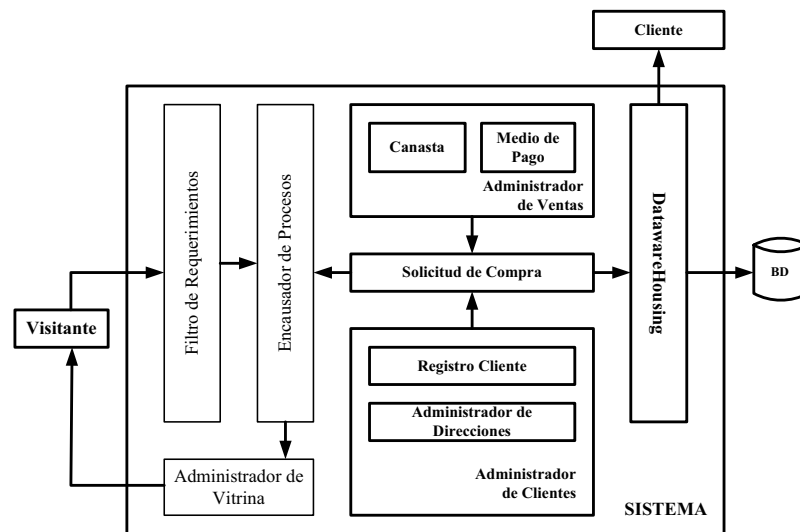 Cliente
Filtro de Requerimientos
Encausador de Procesos
Canasta
Medio de
Pago
Administrador
de Ventas
DatawareHousing
Solicitud de Compra
BD
Visitante
Registro Cliente
Administrador de
Direcciones
Administrador
de Clientes
Administrador de
Vitrina
SISTEMA